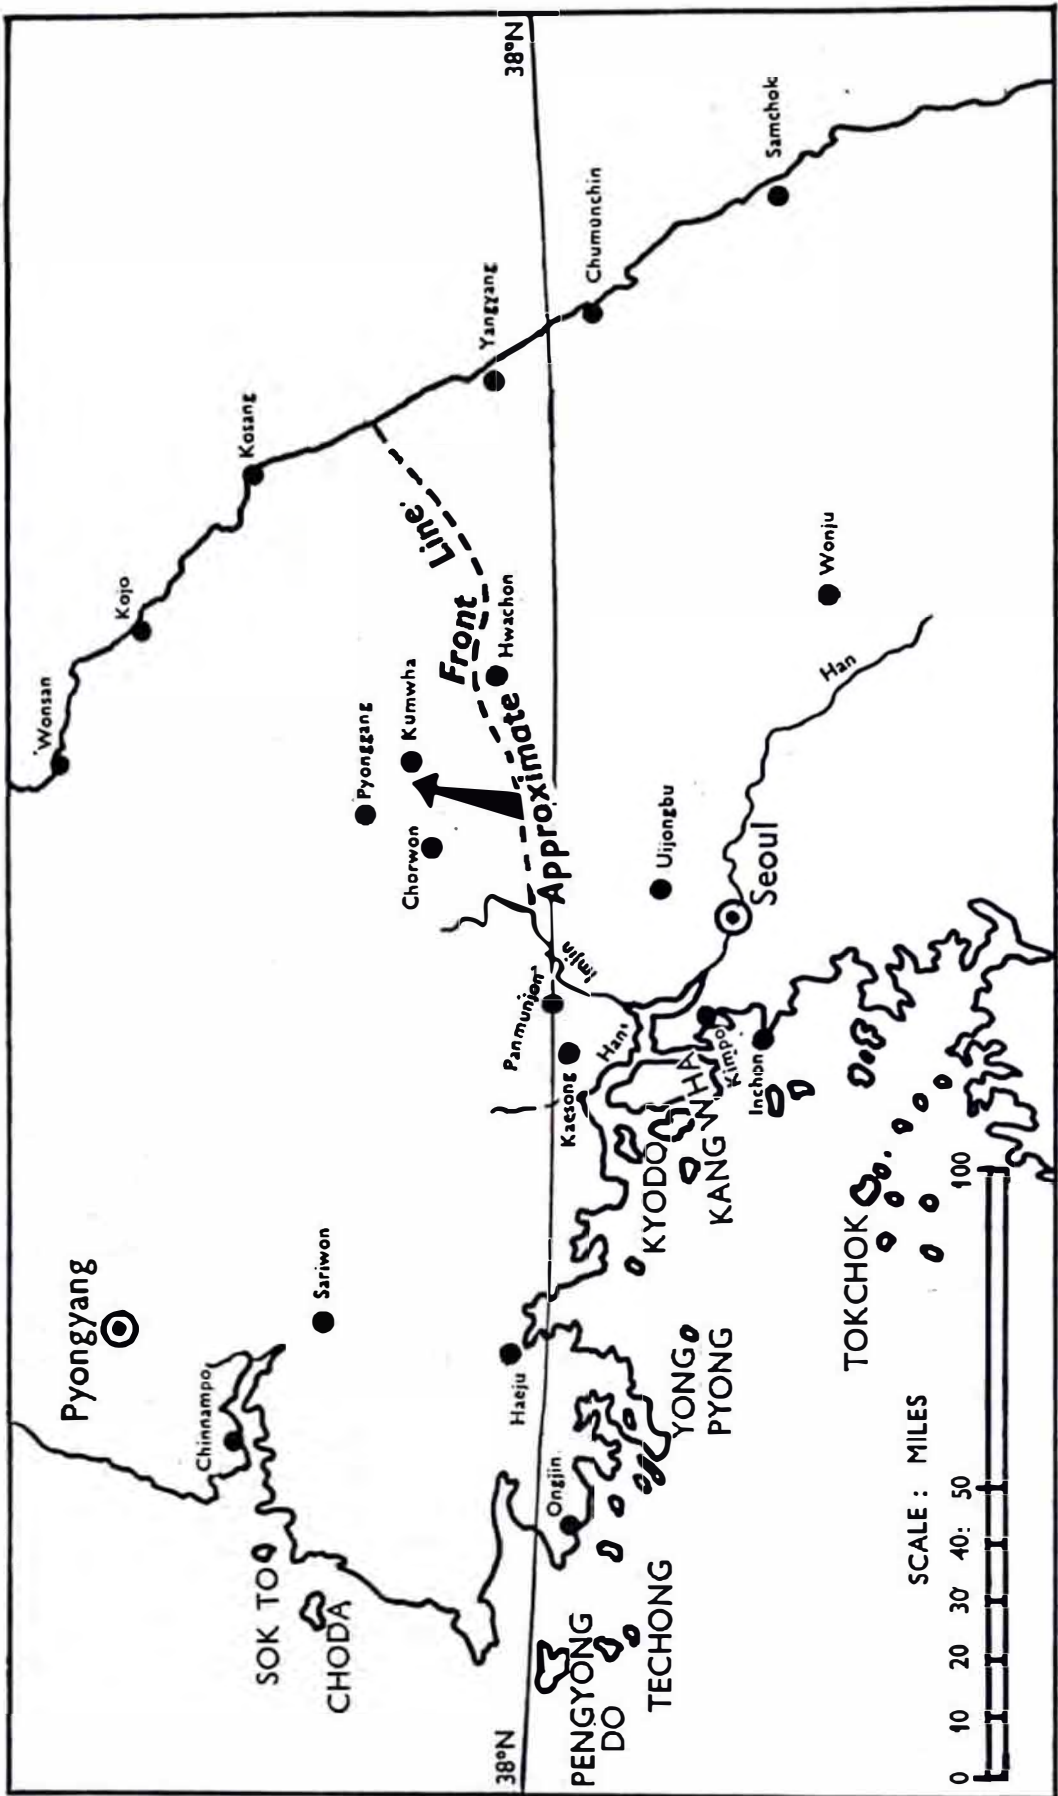 38°N
38°N
Pyongyang
Chinnampo
Sariwon
SOK TO
CHODA
Wonsan
Kojo
Kosang
Pyonggang
Kumwha
Chorwon
Approximate Front Line.
Hwachon
Yangyang
Chumunchin
Samchok
Panmunjon
Imjin
Kaesong
Han
Haeju
Ongjin
PENGYONG
DO
TECHONG
YONG
PYONG
KYODO
KANGWHA
Kimpo
Inchon
Uijongbu
Seoul
Han
Wonju
TOKCHOK
SCALE : MILES
0 10 20 30 40 50 100